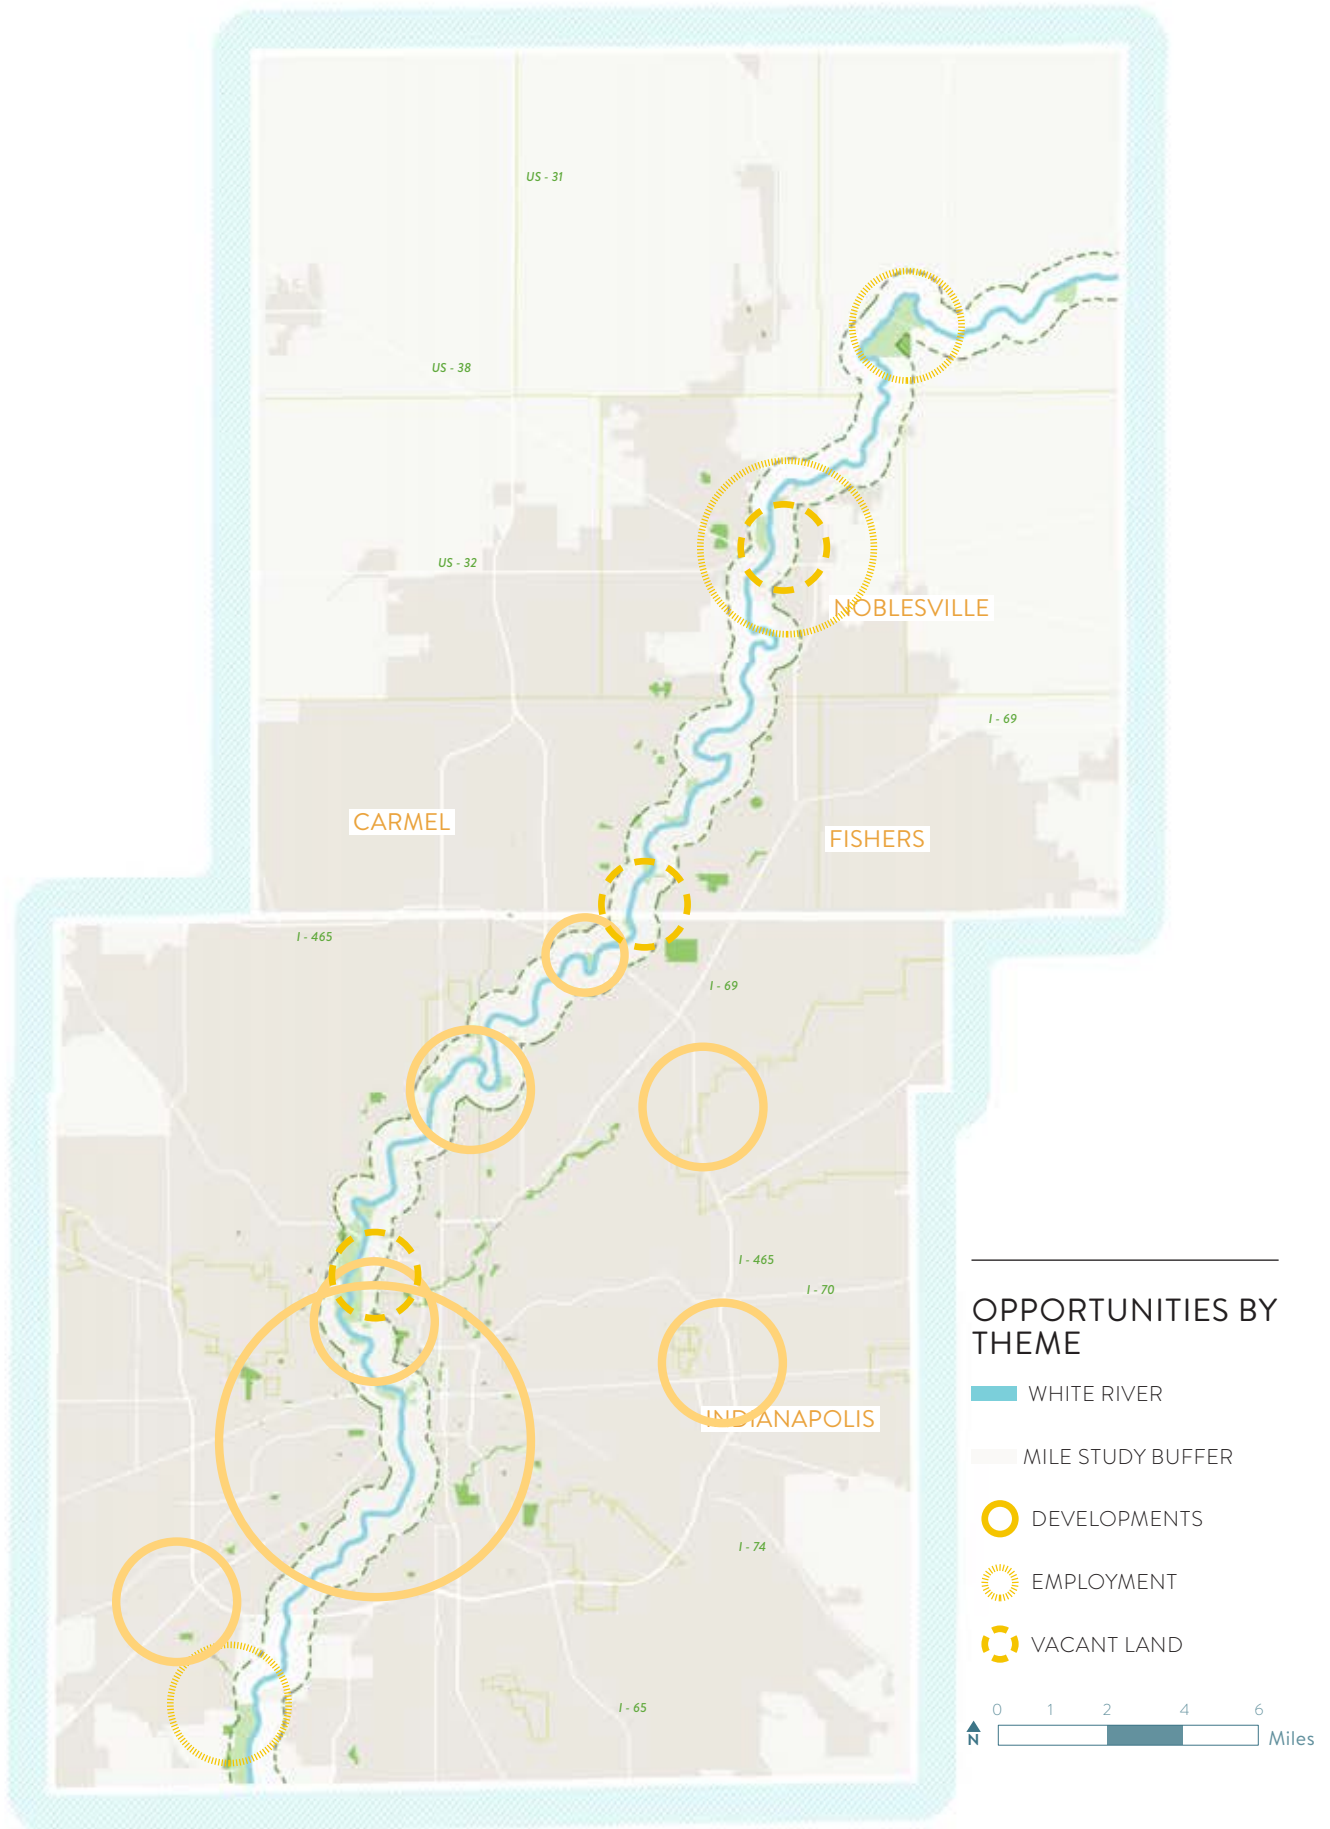 US - 31
US - 38
US - 32
NOBLESVILLE
I - 69
CARMEL
FISHERS
I - 465
I - 69
I - 465
I - 70
INDIANAPOLIS
I - 74
I - 65
OPPORTUNITIES BY
THEME
WHITE RIVER
MILE STUDY BUFFER
DEVELOPMENTS
EMPLOYMENT
VACANT LAND
0 1 2 4 6
N
Miles